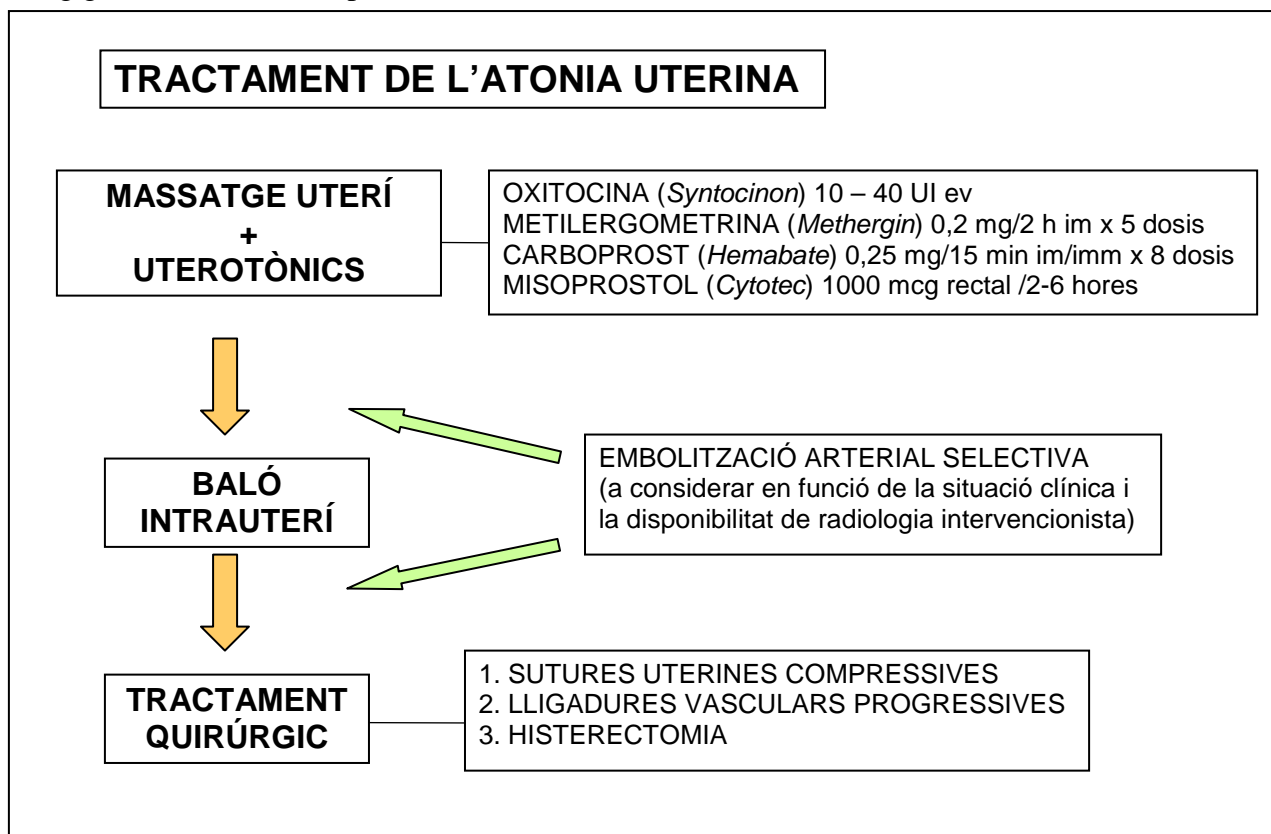 TRACTAMENT DE L'ATONIA UTERINA
MASSATGE UTERÍ
+
UTEROTÒNICS
OXITOCINA (Syntocinon) 10 – 40 UI ev
METILERGOMETRINA (Methergin) 0,2 mg/2 h im x 5 dosis
CARBOPROST (Hemabate) 0,25 mg/15 min im/imm x 8 dosis
MISOPROSTOL (Cytotec) 1000 mcg rectal /2-6 hores
BALÓ
INTRAUTERÍ
EMBOLITZACIÓ ARTERIAL SELECTIVA
(a considerar en funció de la situació clínica i
la disponibilitat de radiologia intervencionista)
TRACTAMENT
QUIRÚRGIC
1. SUTURES UTERINES COMPRESSIVES
2. LLIGADURES VASCULARS PROGRESSIVES
3. HISTERECTOMIA